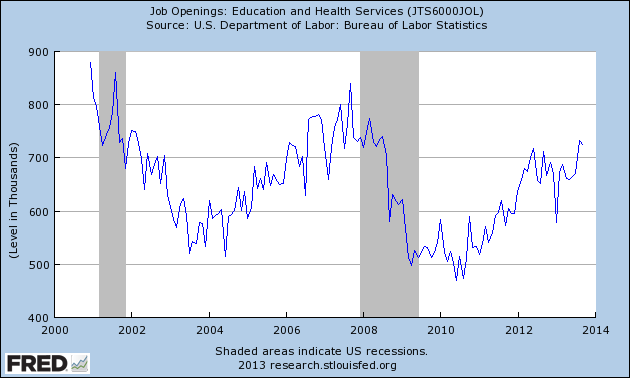 Job Openings: Education and Health Services (JTS6000JOL)
Source: U.S. Department of Labor: Bureau of Labor Statistics
900
800
700
600
500
400
(Level in Thousands)
2000 2002 2004 2006 2008 2010 2012 2014
Shaded areas indicate US recessions.
2013 research.stlouisfed.org
FRED